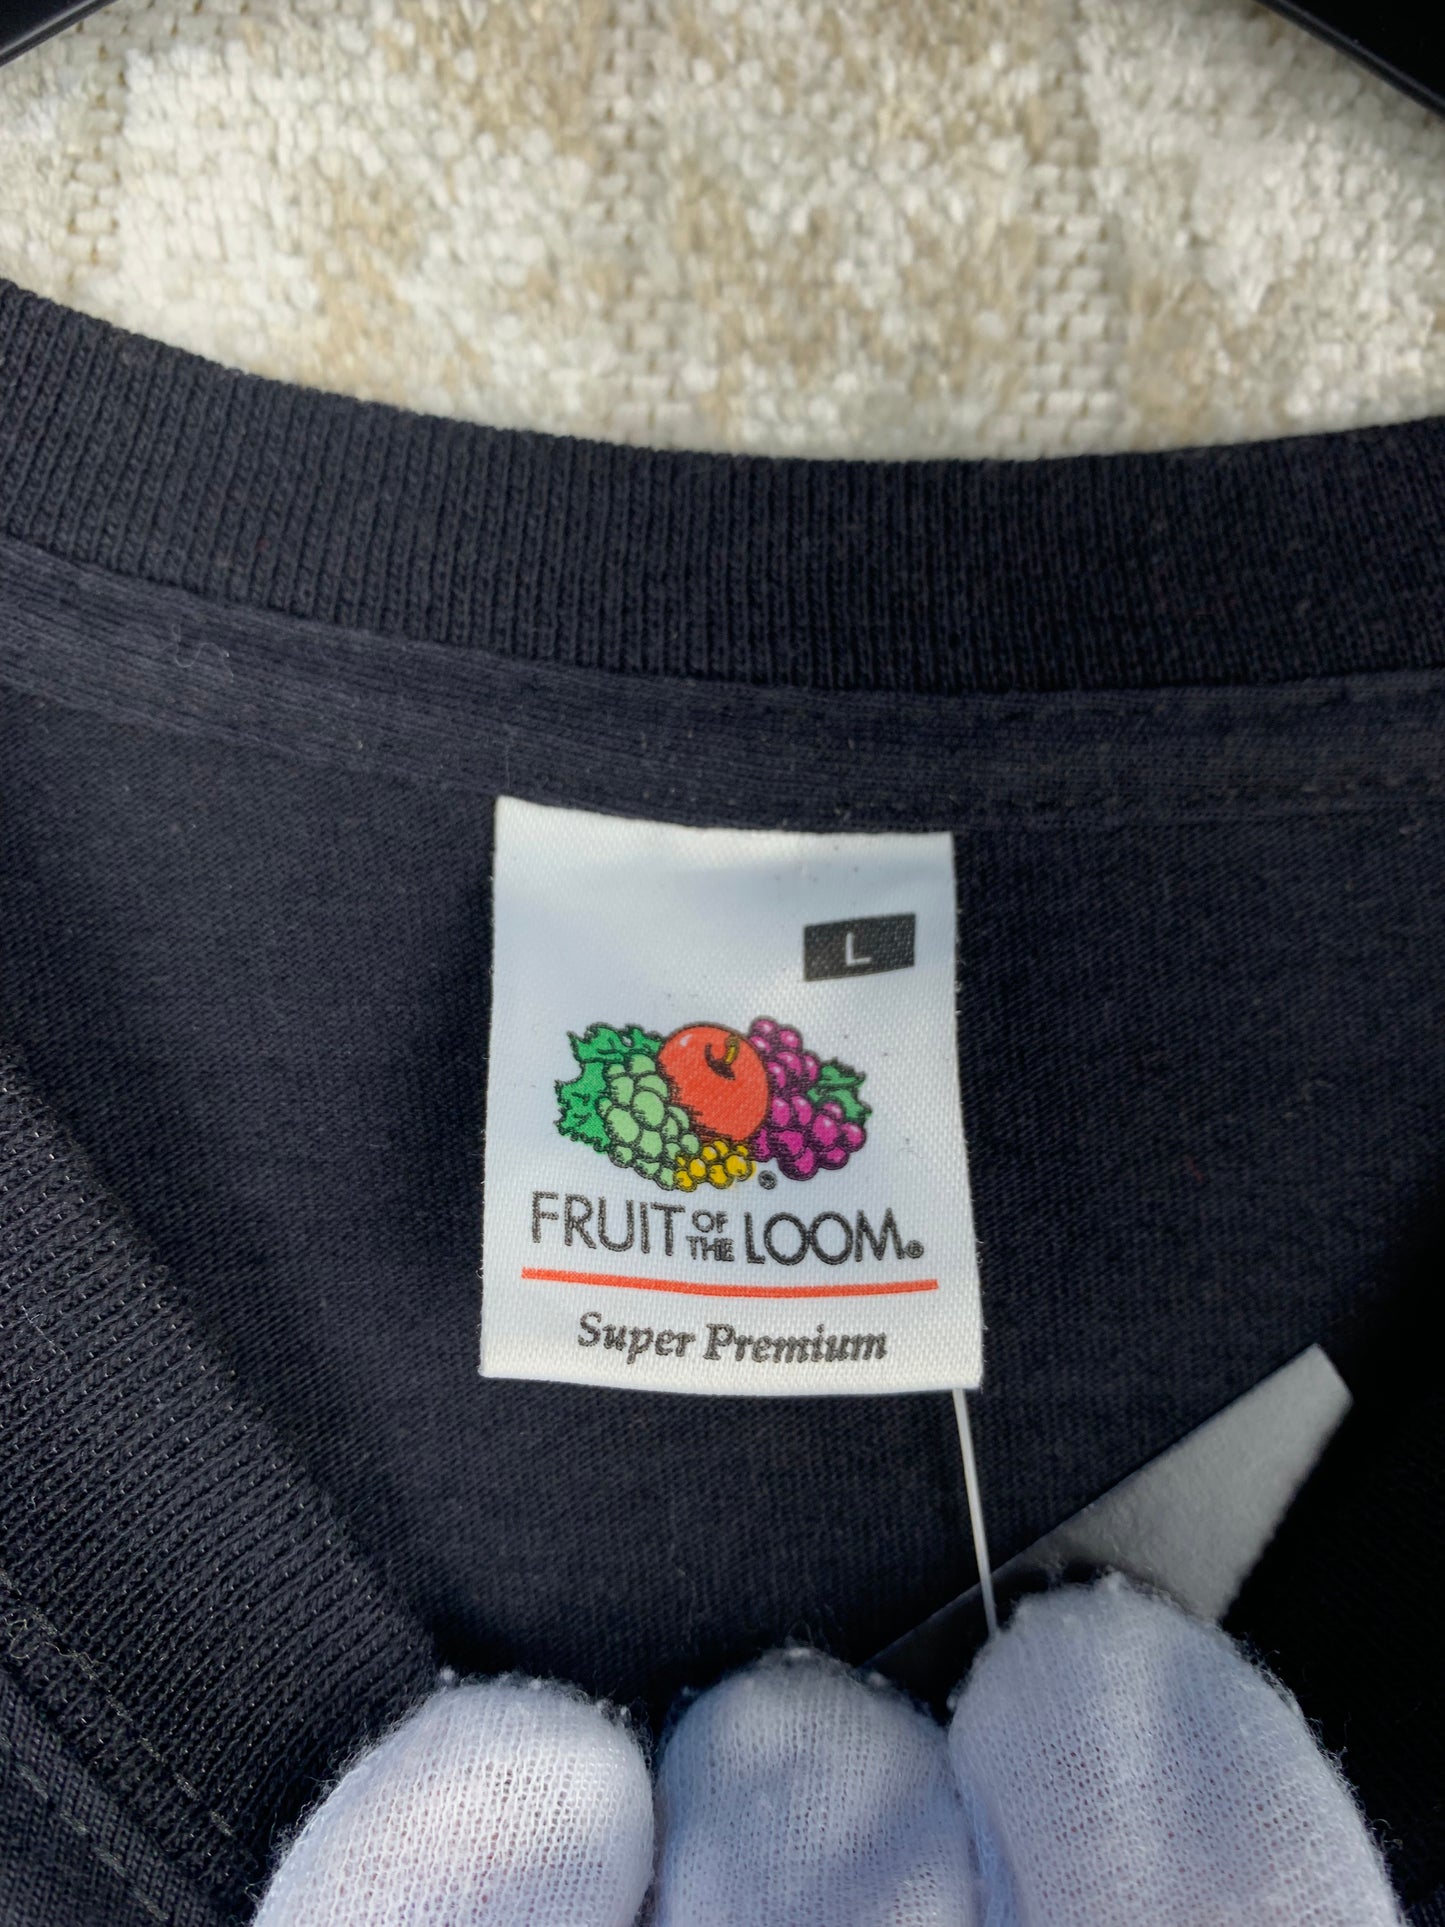 L
FRUIT OF THE LOOM®
Super Premium